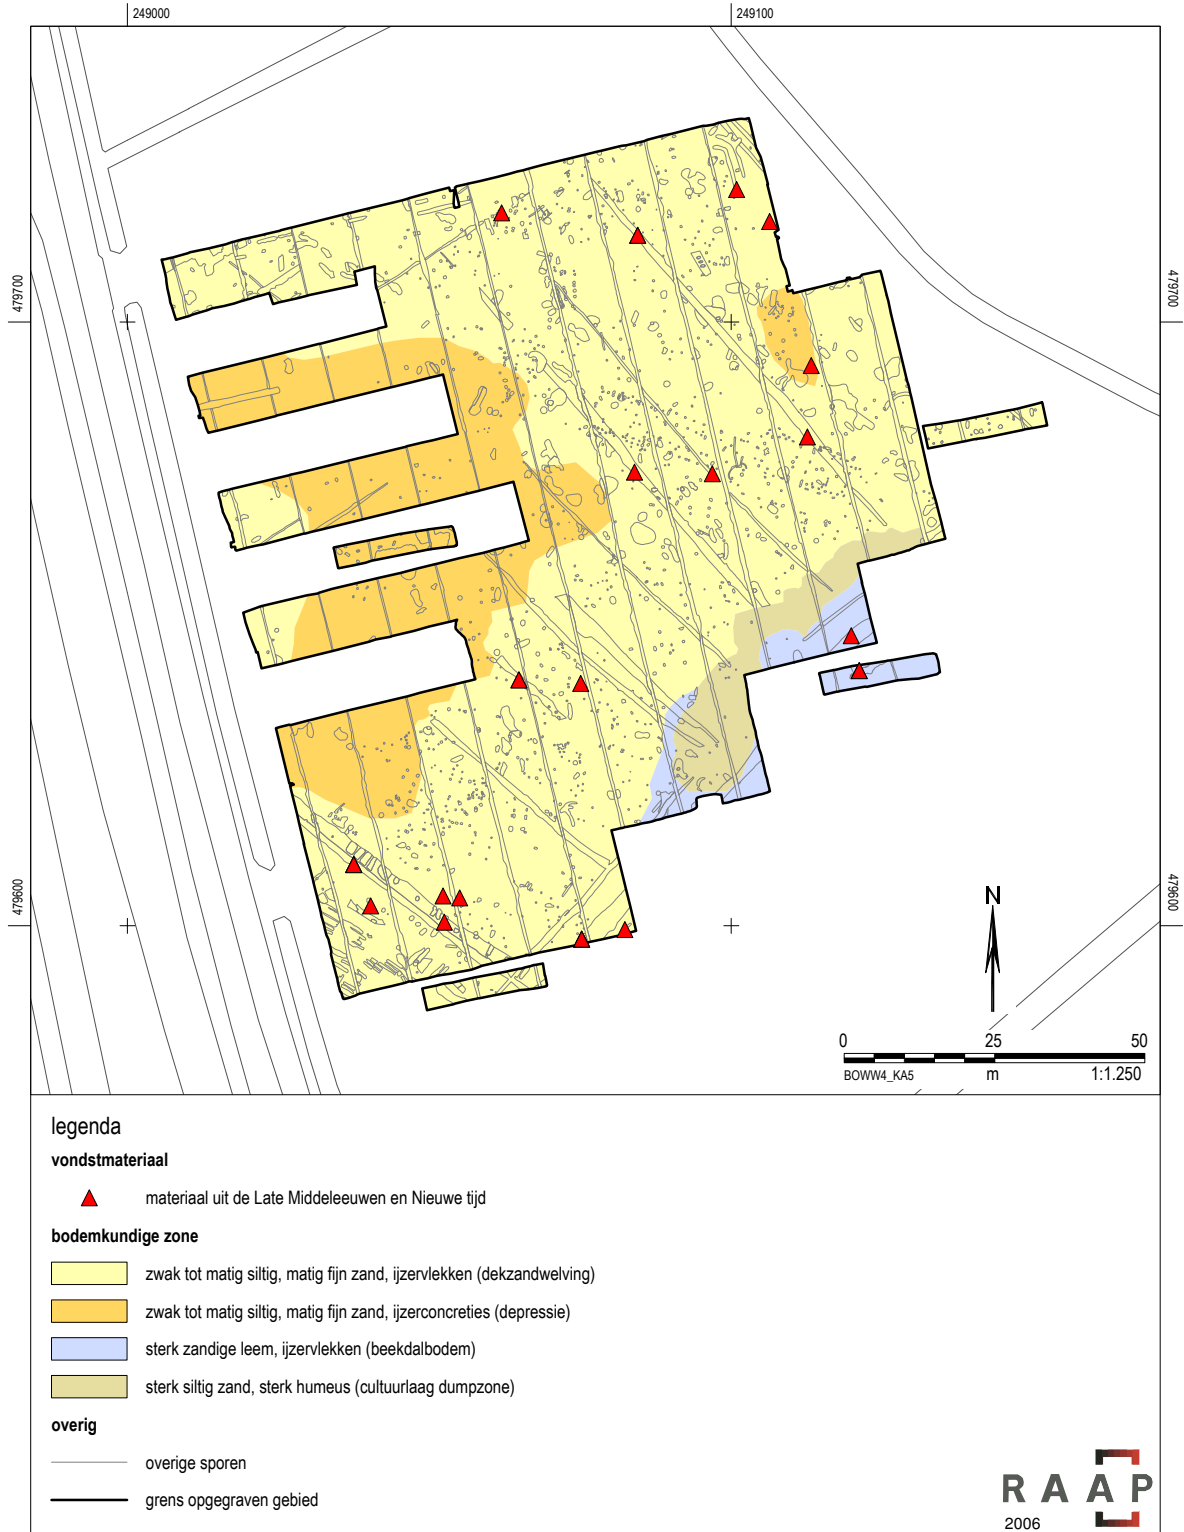 249000
249100
479700
479700
479600
479600
N
0 25 50
BOWW4_KA5 m 1:1.250
legenda
vondstmateriaal
materiaal uit de Late Middeleeuwen en Nieuwe tijd
bodemkundige zone
zwak tot matig siltig, matig fijn zand, ijzervlekken (dekzandwelving)
zwak tot matig siltig, matig fijn zand, ijzerconcreties (depressie)
sterk zandige leem, ijzervlekken (beekdalbodem)
sterk siltig zand, sterk humeus (cultuurlaag dumpzone)
overig
overige sporen
grens opgegraven gebied
RAAP
2006